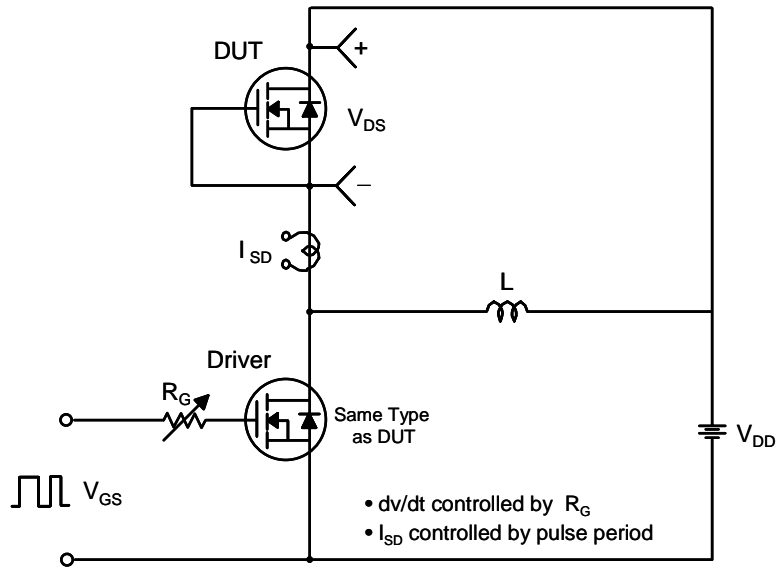 DUT
+
V_DS
–
I_SD
L
Driver
R_G
Same Type
as DUT
V_DD
V_GS
• dv/dt controlled by R_G
• I_SD controlled by pulse period